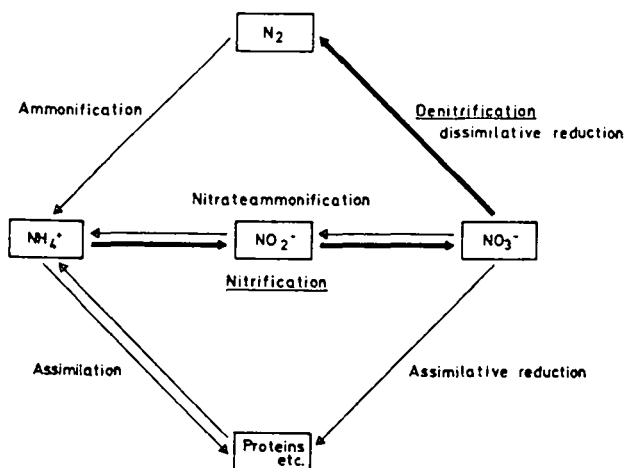 N₂
Ammonification
Denitrification
dissimilative reduction
Nitrateammonification
NH₄⁺
NO₂⁻
NO₃⁻
Nitrification
Assimilation
Assimilative reduction
Proteins
etc.